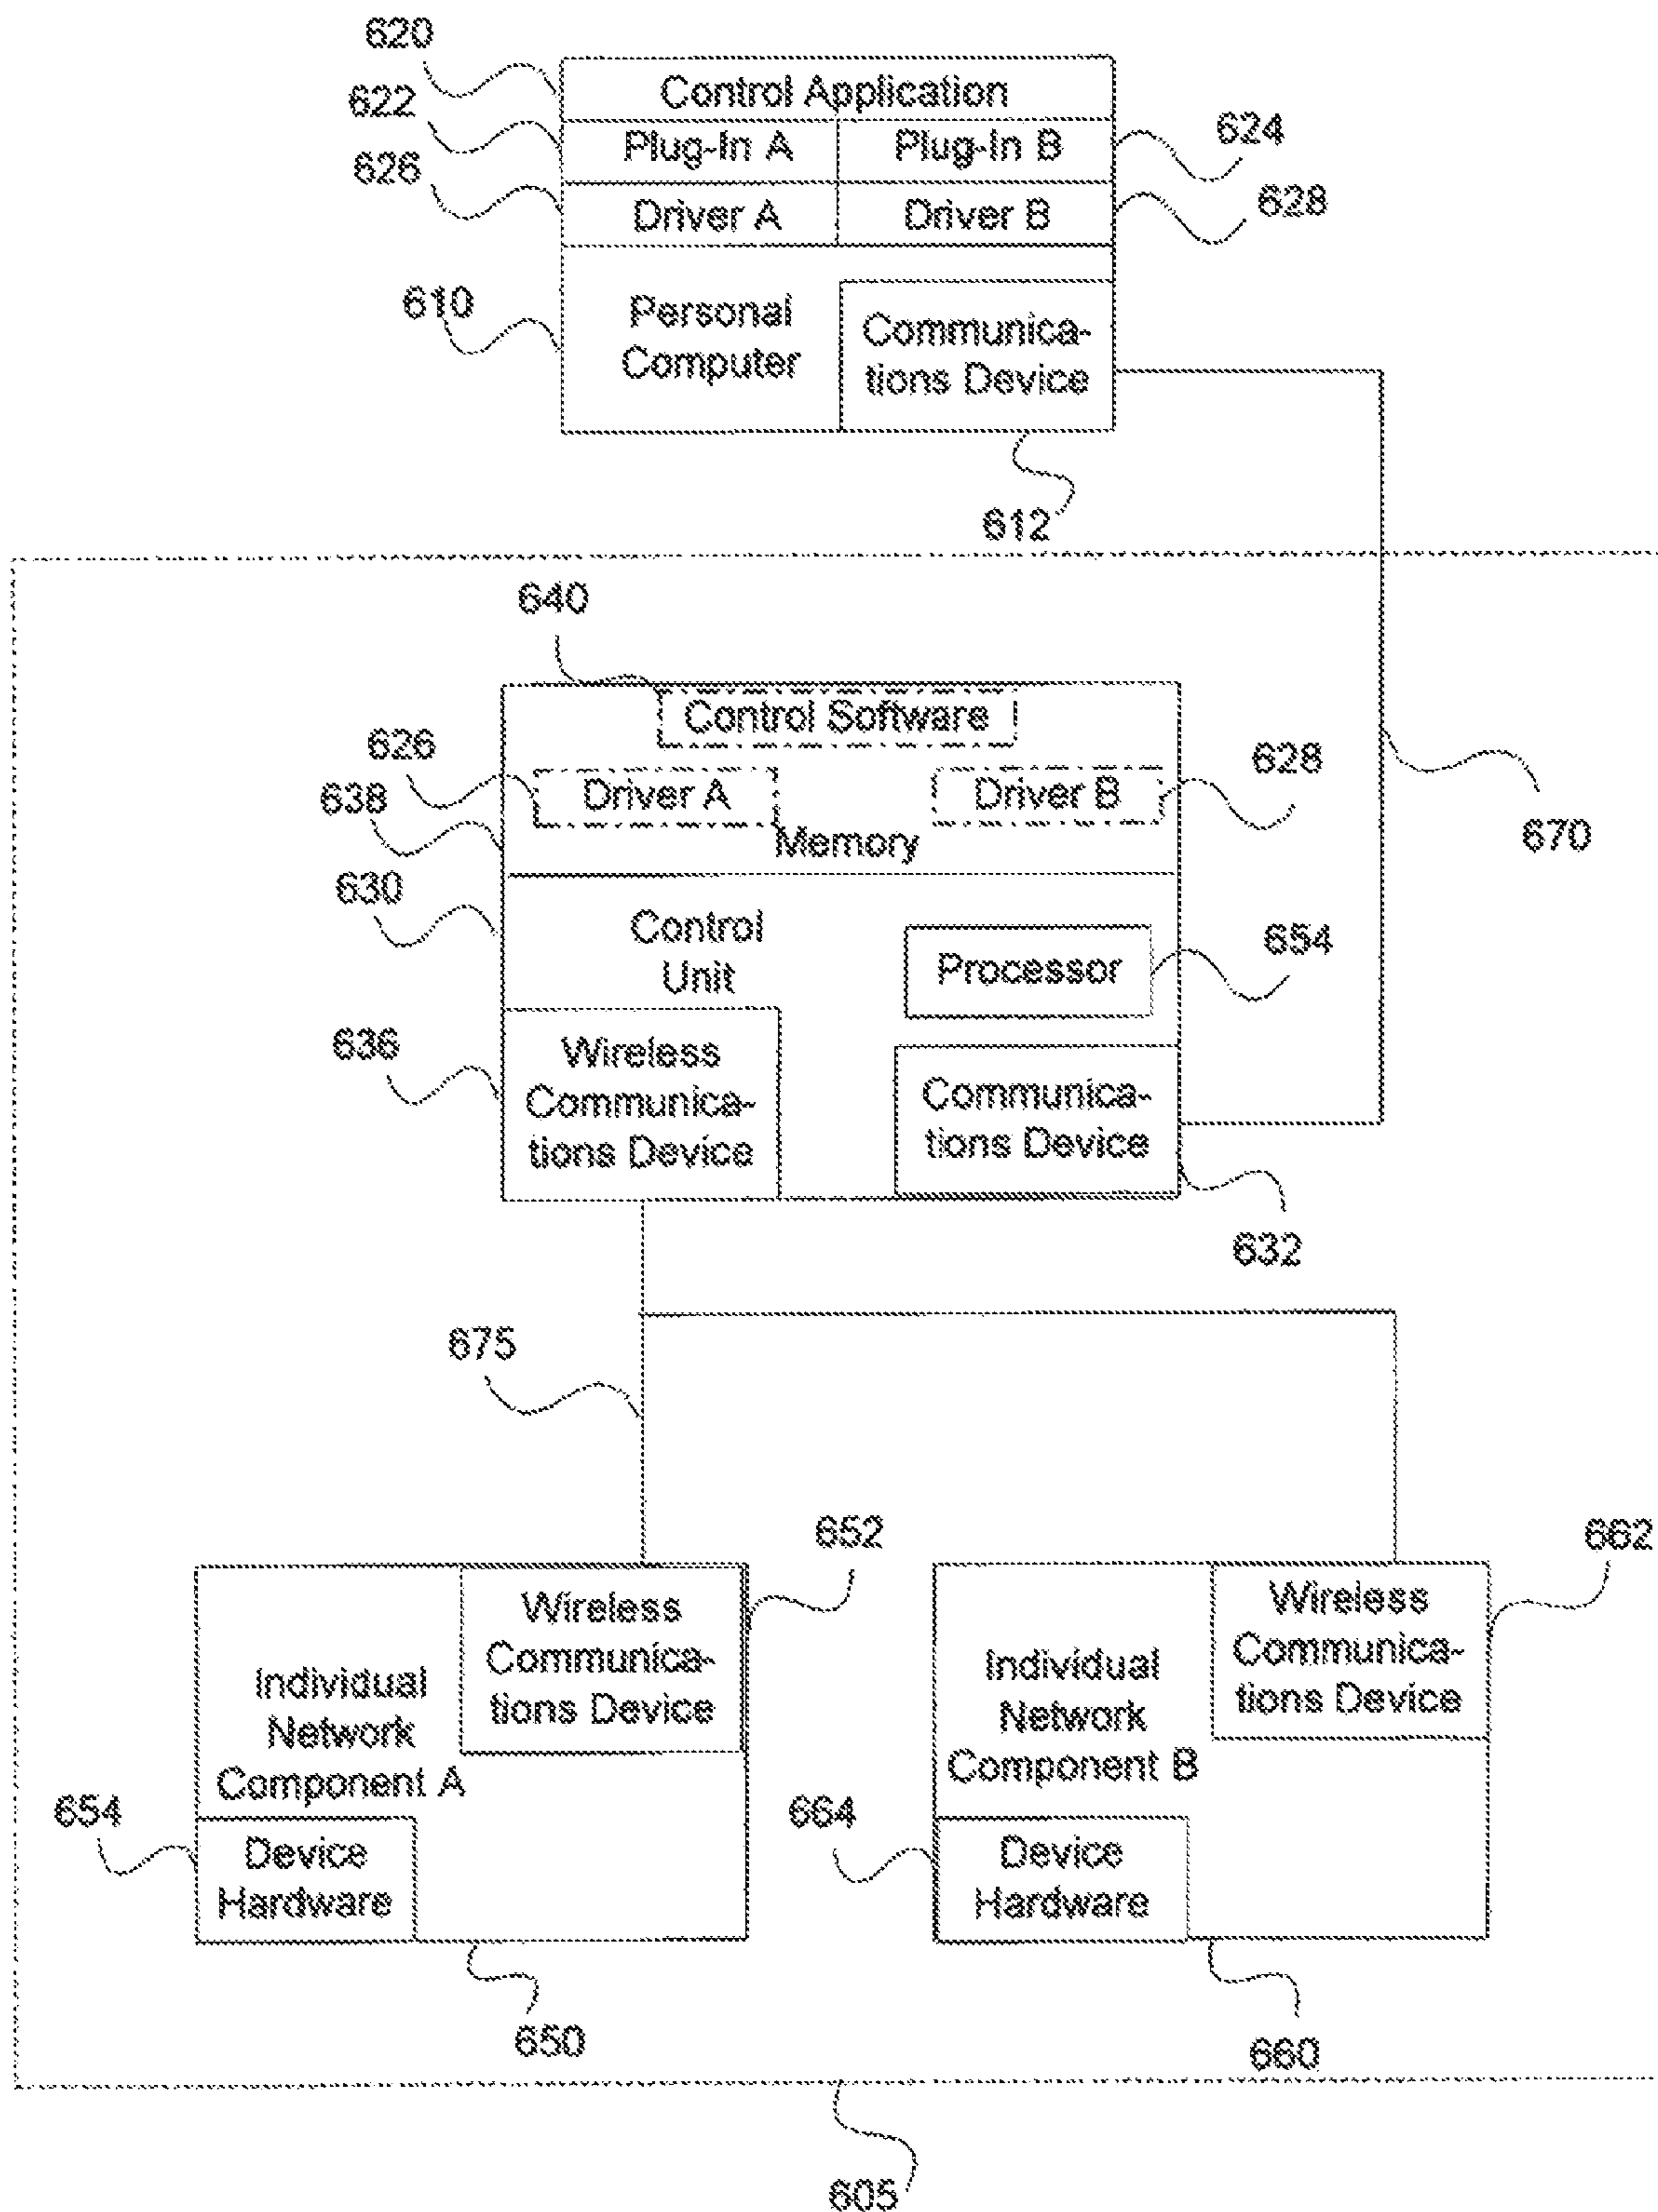 620
Control Application
622
Plug-In A
Plug-In B
624
626
Driver A
Driver B
628
610
Personal
Computer
Communica-
tions Device
612
640
Control Software
626
Driver A
Driver B
628
638
Memory
670
630
Control
Unit
Processor
654
636
Wireless
Communica-
tions Device
Communica-
tions Device
632
675
652
662
Individual
Network
Component A
Wireless
Communica-
tions Device
Individual
Network
Component B
Wireless
Communica-
tions Device
654
Device
Hardware
664
Device
Hardware
650
660
605